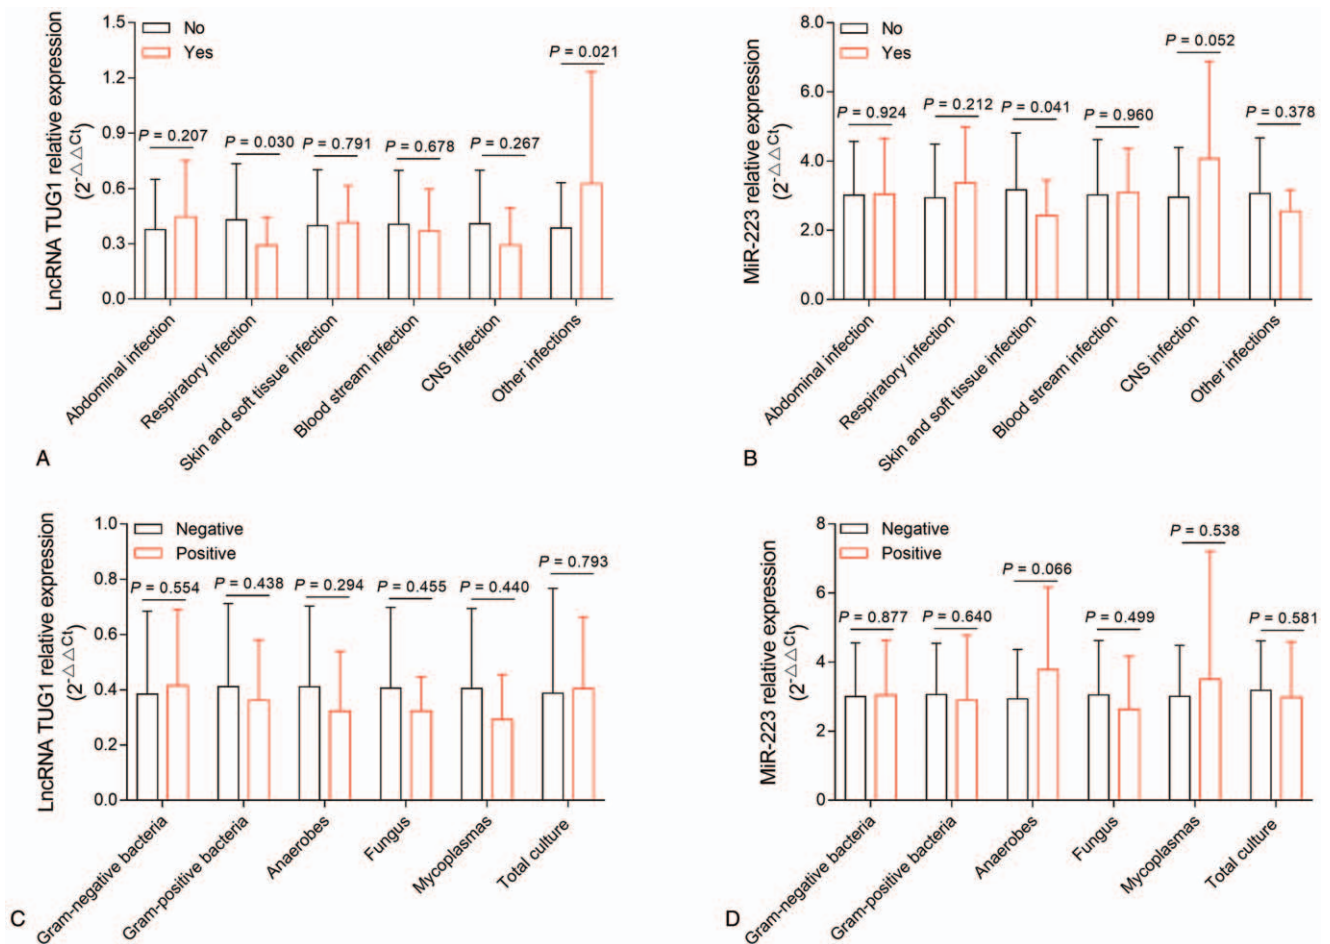 LncRNA TUG1 relative expression
(2-△△Ct)
1.5
1.2
0.9
0.6
0.3
0.0
No
Yes
P = 0.207
P = 0.030
P = 0.791
P = 0.678
P = 0.267
P = 0.021
Abdominal infection
Respiratory infection
Skin and soft tissue infection
Blood stream infection
CNS infection
Other infections
A
MiR-223 relative expression
(2-△△Ct)
8.0
6.0
4.0
2.0
0.0
No
Yes
P = 0.924
P = 0.212
P = 0.041
P = 0.960
P = 0.052
P = 0.378
Abdominal infection
Respiratory infection
Skin and soft tissue infection
Blood stream infection
CNS infection
Other infections
B
LncRNA TUG1 relative expression
(2-△△Ct)
1.0
0.8
0.6
0.4
0.2
0.0
Negative
Positive
P = 0.554
P = 0.438
P = 0.294
P = 0.455
P = 0.440
P = 0.793
Gram-negative bacteria
Gram-positive bacteria
Anaerobes
Fungus
Mycoplasmas
Total culture
C
MiR-223 relative expression
(2-△△Ct)
8
6
4
2
0
Negative
Positive
P = 0.877
P = 0.640
P = 0.066
P = 0.499
P = 0.538
P = 0.581
Gram-negative bacteria
Gram-positive bacteria
Anaerobes
Fungus
Mycoplasmas
Total culture
D